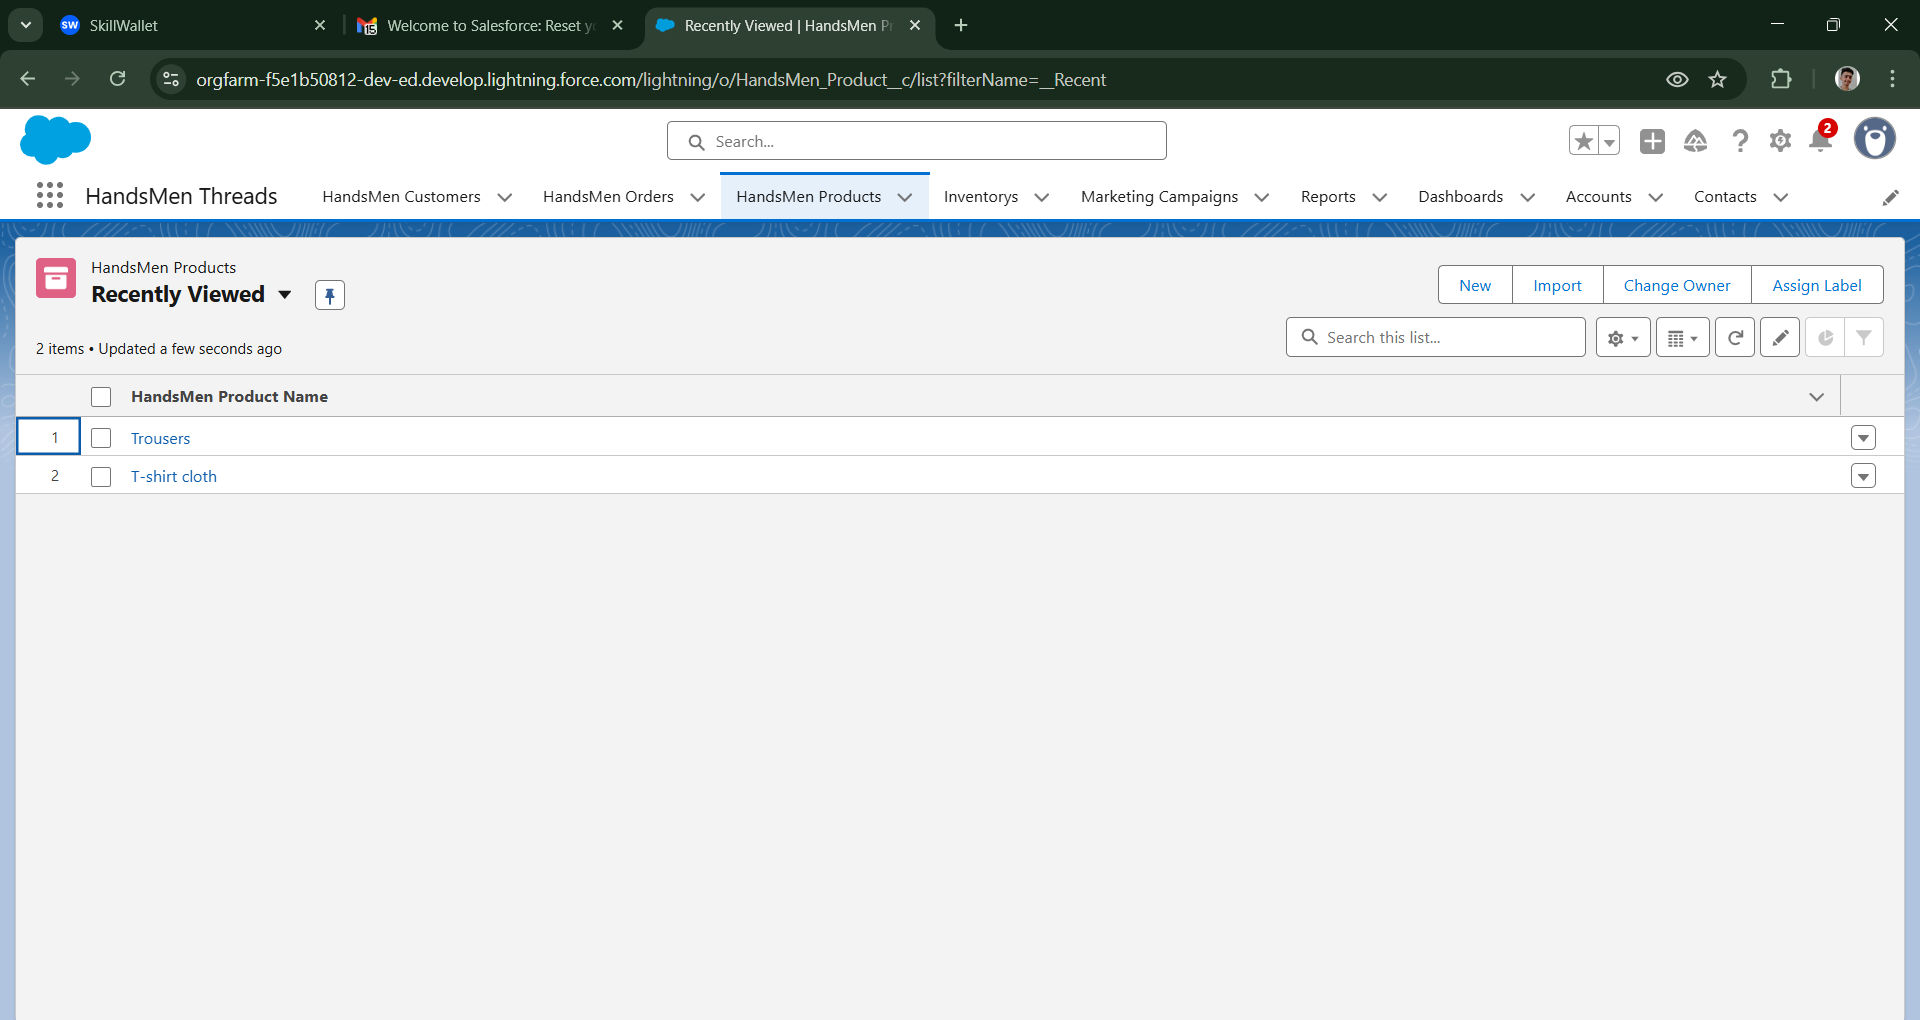 SW SkillWallet
15 Welcome to Salesforce: Reset yo
Recently Viewed | HandsMen Pr
orgfarm-f5e1b50812-dev-ed.develop.lightning.force.com/lightning/o/HandsMen_Product__c/list?filterName=__Recent
Search...
2
HandsMen Threads
HandsMen Customers
HandsMen Orders
HandsMen Products
Inventorys
Marketing Campaigns
Reports
Dashboards
Accounts
Contacts
HandsMen Products
Recently Viewed
New
Import
Change Owner
Assign Label
2 items • Updated a few seconds ago
Search this list...
HandsMen Product Name
1 Trousers
2 T-shirt cloth